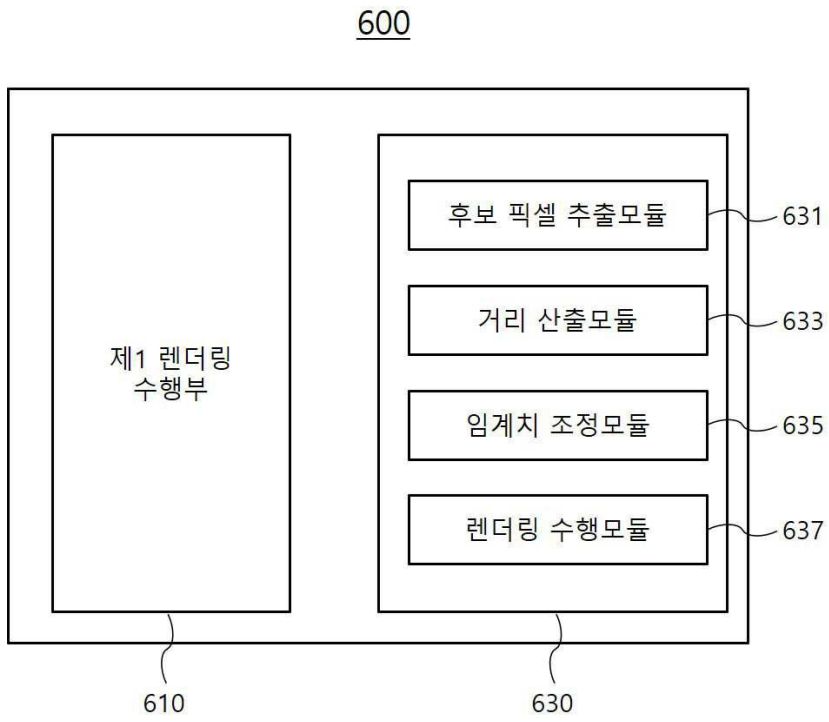 600
후보 픽셀 추출모듈
631
거리 산출모듈
633
제1 렌더링
수행부
임계치 조정모듈
635
렌더링 수행모듈
637
610
630